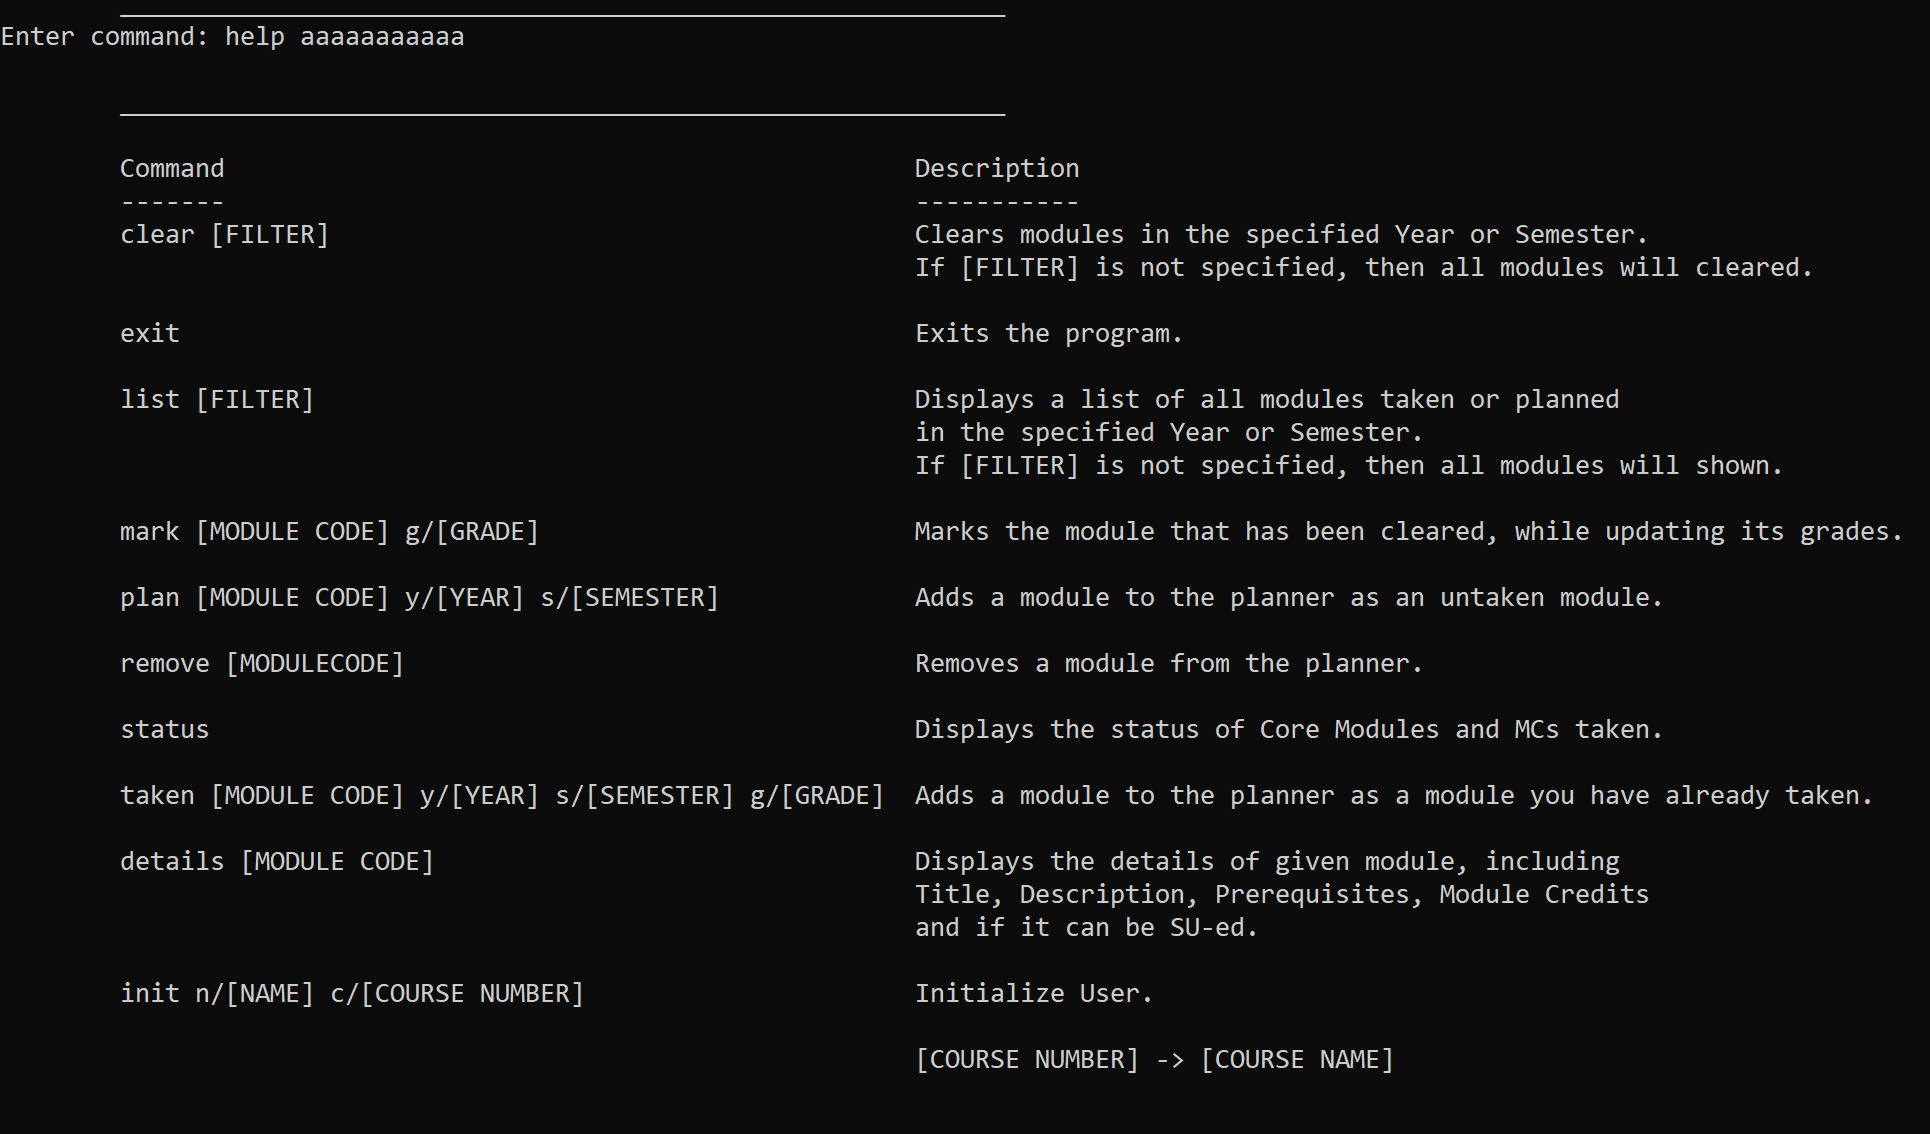 Enter command: help aaaaaaaaaaa
Command Description
------- -----------
clear [FILTER] Clears modules in the specified Year or Semester.
If [FILTER] is not specified, then all modules will cleared.
exit Exits the program.
list [FILTER] Displays a list of all modules taken or planned
in the specified Year or Semester.
If [FILTER] is not specified, then all modules will shown.
mark [MODULE CODE] g/[GRADE] Marks the module that has been cleared, while updating its grades.
plan [MODULE CODE] y/[YEAR] s/[SEMESTER] Adds a module to the planner as an untaken module.
remove [MODULECODE] Removes a module from the planner.
status Displays the status of Core Modules and MCs taken.
taken [MODULE CODE] y/[YEAR] s/[SEMESTER] g/[GRADE] Adds a module to the planner as a module you have already taken.
details [MODULE CODE] Displays the details of given module, including
Title, Description, Prerequisites, Module Credits
and if it can be SU-ed.
init n/[NAME] c/[COURSE NUMBER] Initialize User.
[COURSE NUMBER] -> [COURSE NAME]